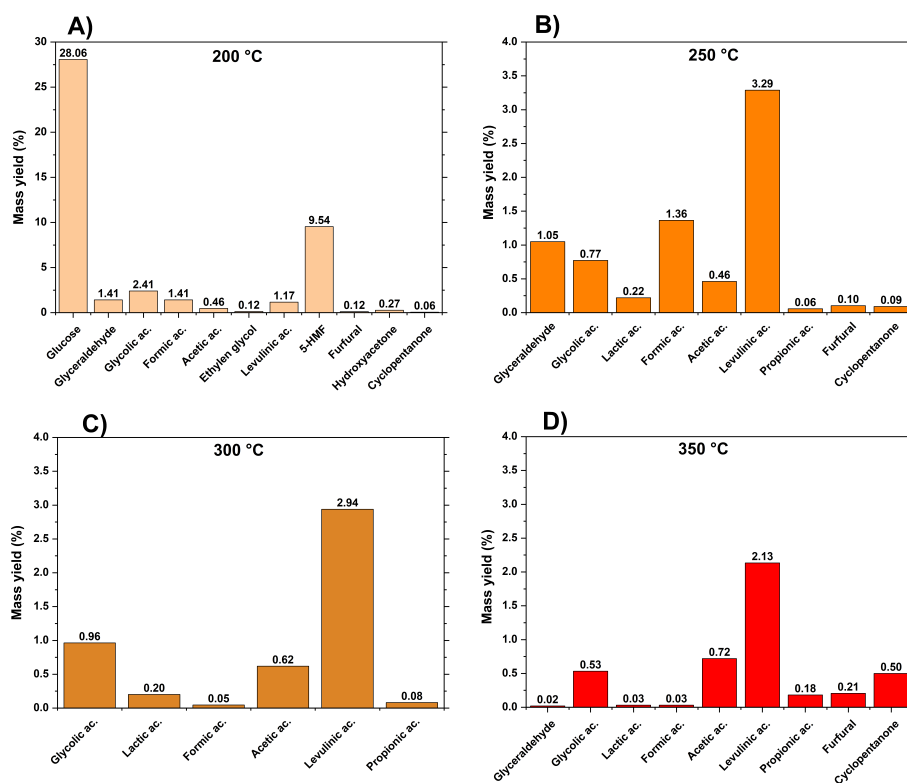 A)
200 °C
Mass yield (%)
30
25
20
15
10
5
0
28.06
1.41
2.41
1.41
0.46
0.12
1.17
9.54
0.12
0.27
0.06
Glucose
Glyceraldehyde
Glycolic ac.
Formic ac.
Acetic ac.
Ethylen glycol
Levulinic ac.
5-HMF
Furfural
Hydroxyacetone
Cyclopentanone
B)
250 °C
Mass yield (%)
4.0
3.5
3.0
2.5
2.0
1.5
1.0
0.5
0.0
1.05
0.77
0.22
1.36
0.46
3.29
0.06
0.10
0.09
Glyceraldehyde
Glycolic ac.
Lactic ac.
Formic ac.
Acetic ac.
Levulinic ac.
Propionic ac.
Furfural
Cyclopentanone
C)
300 °C
Mass yield (%)
4.0
3.5
3.0
2.5
2.0
1.5
1.0
0.5
0.0
0.96
0.20
0.05
0.62
2.94
0.08
Glycolic ac.
Lactic ac.
Formic ac.
Acetic ac.
Levulinic ac.
Propionic ac.
D)
350 °C
Mass yield (%)
4.0
3.5
3.0
2.5
2.0
1.5
1.0
0.5
0.0
0.02
0.53
0.03
0.03
0.72
2.13
0.18
0.21
0.50
Glyceraldehyde
Glycolic ac.
Lactic ac.
Formic ac.
Acetic ac.
Levulinic ac.
Propionic ac.
Furfural
Cyclopentanone